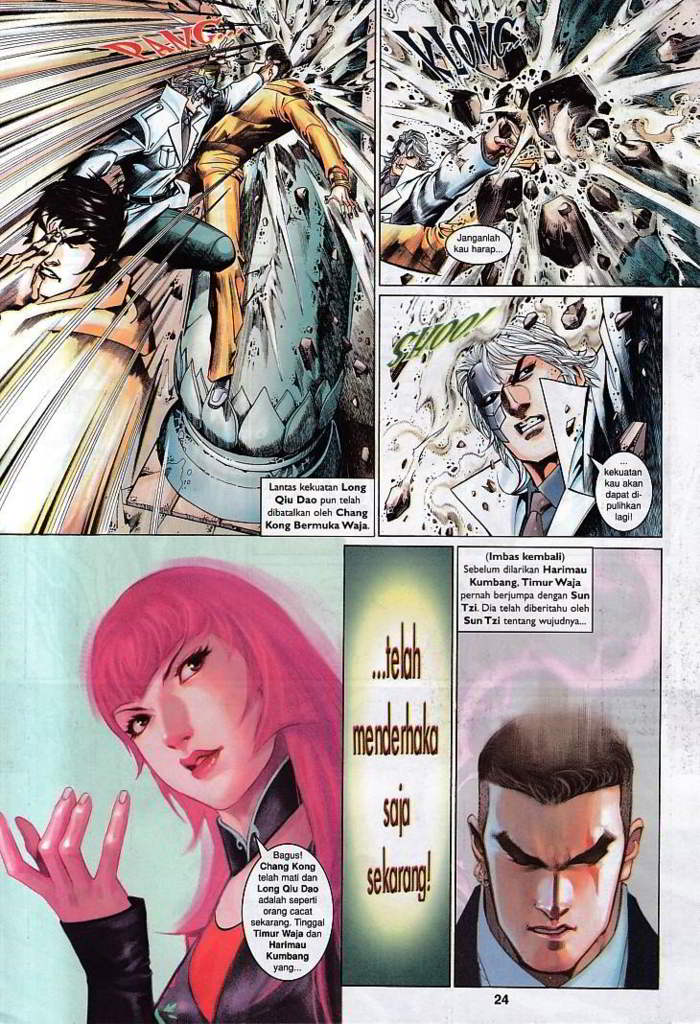 PANG...
KLONG...
Janganlah
kau harap...
SHOO!
...
kekuatan
kau akan
dapat di-
pulihkan
lagi!
Lantas kekuatan Long
Qiu Dao pun telah
dibatalkan oleh Chang
Kong Bermuka Waja.
Bagus!
Chang Kong
telah mati dan
Long Qiu Dao
adalah seperti
orang cacat
sekarang. Tinggal
Timur Waja dan
Harimau
Kumbang
yang...
...telah
menderhaka
saja
sekarang!
(Imbas kembali)
Sebelum dilarikan Harimau
Kumbang, Timur Waja
pernah berjumpa dengan Sun
Tzi. Dia telah diberitahu oleh
Sun Tzi tentang wujudnya...
24